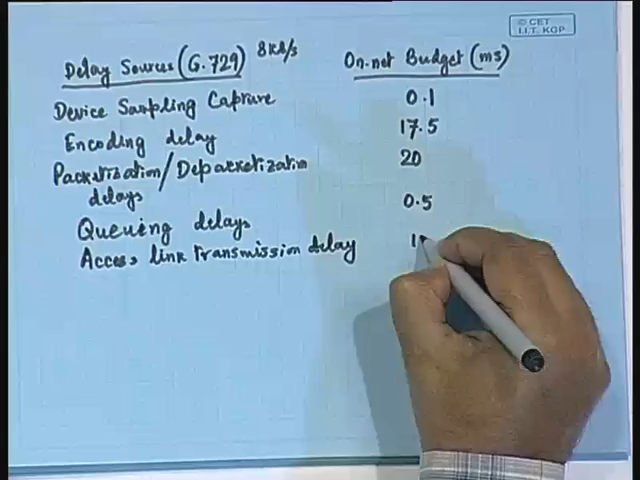 © CET
I.I.T. KGP
Delay Sources (G.729) 8kb/s On-net Budget (ms)
Device Sampling Capture 0.1
Encoding delay 17.5
Packetization/Depacketization 20
delays
Queuing delays 0.5
Access link transmission delay 1